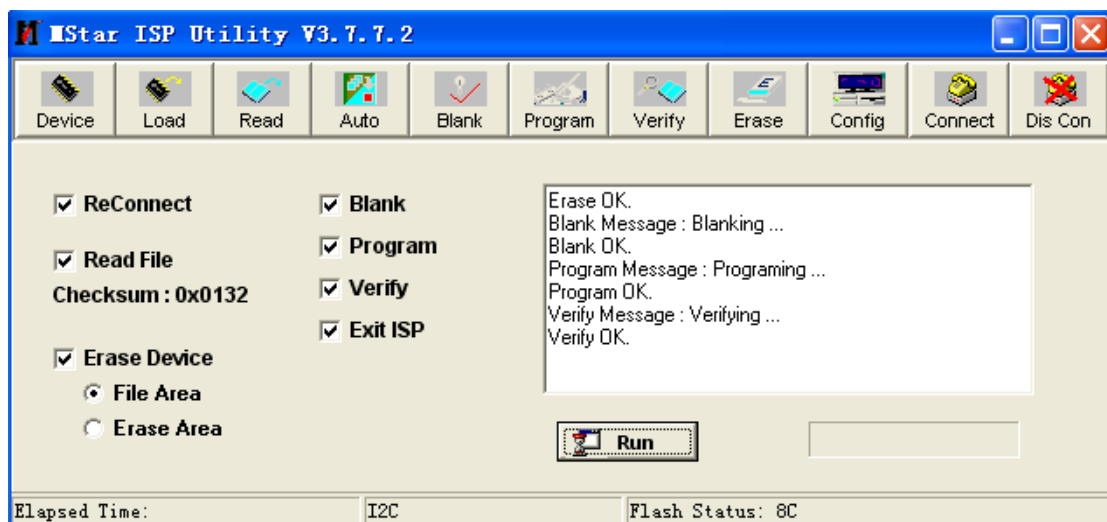 MStar ISP Utility V3.7.7.2
Device Load Read Auto Blank Program Verify Erase Config Connect Dis Con
ReConnect
Read File
Checksum : 0x0132
Erase Device
File Area
Erase Area
Blank
Program
Verify
Exit ISP
Erase OK.
Blank Message : Blanking ...
Blank OK.
Program Message : Programing ...
Program OK.
Verify Message : Verifying ...
Verify OK.
Run
Elapsed Time: I2C Flash Status: 8C